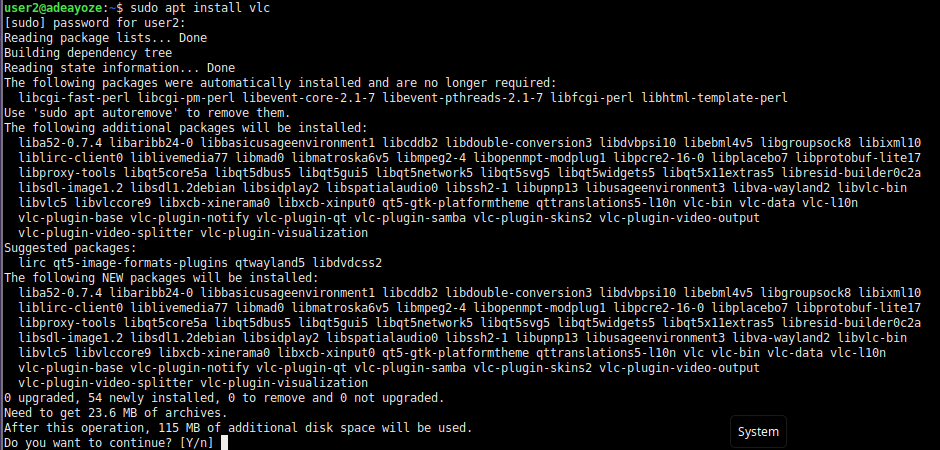 user2@adeayoze:~$ sudo apt install vlc
[sudo] password for user2:
Reading package lists... Done
Building dependency tree
Reading state information... Done
The following packages were automatically installed and are no longer required:
  libcgi-fast-perl libcgi-pm-perl libevent-core-2.1-7 libevent-pthreads-2.1-7 libfcgi-perl libhtml-template-perl
Use 'sudo apt autoremove' to remove them.
The following additional packages will be installed:
  liba52-0.7.4 libaribb24-0 libbasicusageenvironment1 libcddb2 libdouble-conversion3 libdvbpsi10 libebml4v5 libgroupsock8 libixml10
  liblirc-client0 liblivemedia77 libmad0 libmatroska6v5 libmpeg2-4 libopenmpt-modplug1 libpcre2-16-0 libplacebo7 libprotobuf-lite17
  libproxy-tools libqt5core5a libqt5dbus5 libqt5gui5 libqt5network5 libqt5svg5 libqt5widgets5 libqt5x11extras5 libresid-builder0c2a
  libsdl-image1.2 libsdl1.2debian libsidplay2 libspatialaudio0 libssh2-1 libupnp13 libusageenvironment3 libva-wayland2 libvlc-bin
  libvlc5 libvlccore9 libxcb-xinerama0 libxcb-xinput0 qt5-gtk-platformtheme qttranslations5-l10n vlc-bin vlc-data vlc-l10n
  vlc-plugin-base vlc-plugin-notify vlc-plugin-qt vlc-plugin-samba vlc-plugin-skins2 vlc-plugin-video-output
  vlc-plugin-video-splitter vlc-plugin-visualization
Suggested packages:
  lirc qt5-image-formats-plugins qtwayland5 libdvdcss2
The following NEW packages will be installed:
  liba52-0.7.4 libaribb24-0 libbasicusageenvironment1 libcddb2 libdouble-conversion3 libdvbpsi10 libebml4v5 libgroupsock8 libixml10
  liblirc-client0 liblivemedia77 libmad0 libmatroska6v5 libmpeg2-4 libopenmpt-modplug1 libpcre2-16-0 libplacebo7 libprotobuf-lite17
  libproxy-tools libqt5core5a libqt5dbus5 libqt5gui5 libqt5network5 libqt5svg5 libqt5widgets5 libqt5x11extras5 libresid-builder0c2a
  libsdl-image1.2 libsdl1.2debian libsidplay2 libspatialaudio0 libssh2-1 libupnp13 libusageenvironment3 libva-wayland2 libvlc-bin
  libvlc5 libvlccore9 libxcb-xinerama0 libxcb-xinput0 qt5-gtk-platformtheme qttranslations5-l10n vlc vlc-bin vlc-data vlc-l10n
  vlc-plugin-base vlc-plugin-notify vlc-plugin-qt vlc-plugin-samba vlc-plugin-skins2 vlc-plugin-video-output
  vlc-plugin-video-splitter vlc-plugin-visualization
0 upgraded, 54 newly installed, 0 to remove and 0 not upgraded.
Need to get 23.6 MB of archives.
After this operation, 115 MB of additional disk space will be used.
Do you want to continue? [Y/n]
System